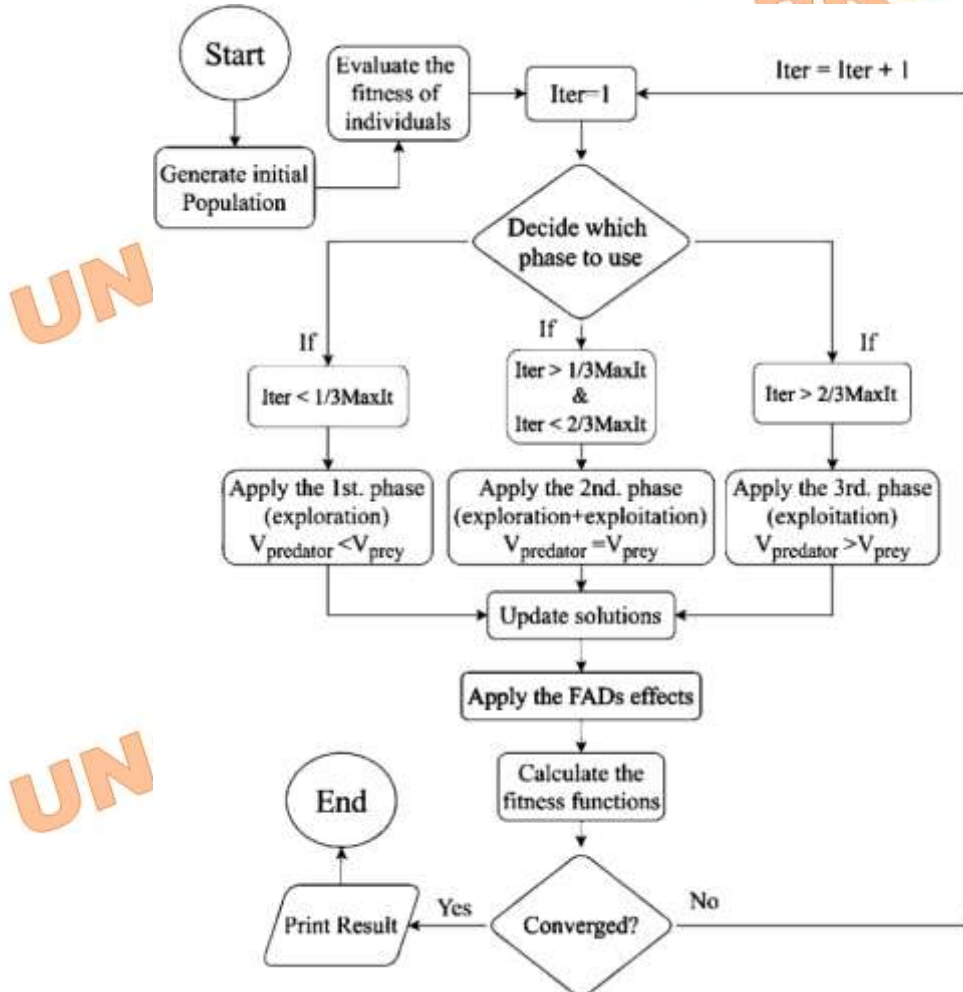 Start
Evaluate the
fitness of
individuals
Iter=1
Iter = Iter + 1
Generate initial
Population
Decide which
phase to use
UN
If
If
If
Iter < 1/3MaxIt
Iter > 1/3MaxIt
&
Iter < 2/3MaxIt
Iter > 2/3MaxIt
Apply the 1st. phase
(exploration)
Vpredator <Vprey
Apply the 2nd. phase
(exploration+exploitation)
Vpredator =Vprey
Apply the 3rd. phase
(exploitation)
Vpredator >Vprey
Update solutions
Apply the FADs effects
UN
Calculate the
fitness functions
End
Print Result
Yes
Converged?
No